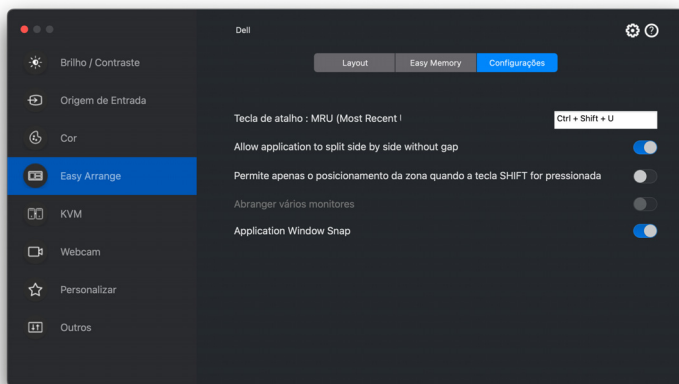 Dell
Brilho / Contraste
Origem de Entrada
Cor
Easy Arrange
KVM
Webcam
Personalizar
Outros
Layout
Easy Memory
Configurações
Tecla de atalho : MRU (Most Recent
Ctrl + Shift + U
Allow application to split side by side without gap
Permite apenas o posicionamento da zona quando a tecla SHIFT for pressionada
Abranger vários monitores
Application Window Snap